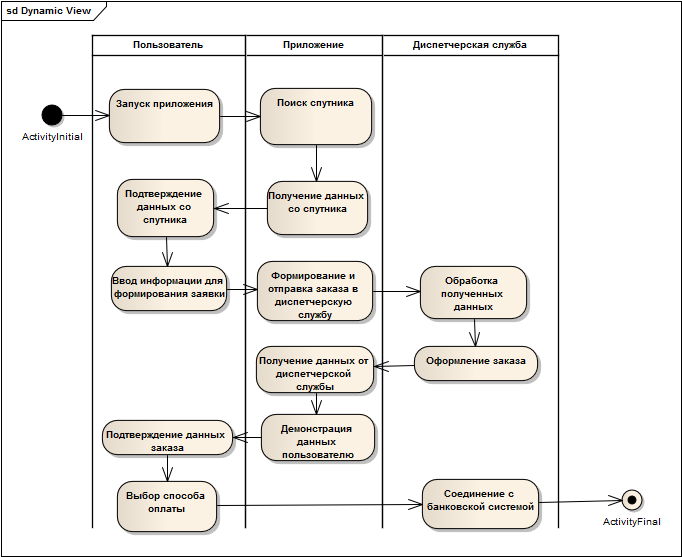 sd Dynamic View
Пользователь
Приложение
Диспетчерская служба
ActivityInitial
Запуск приложения
Поиск спутника
Подтверждение
данных со
спутника
Получение данных
со спутника
Ввод информации для
формирования заявки
Формирование и
отправка заказа в
диспетчерскую
службу
Обработка
полученных
данных
Получение данных от
диспетчерской
службы
Оформление заказа
Подтверждение данных
заказа
Демонстрация
данных
пользователю
Выбор способа
оплаты
Соединение с
банковской системой
ActivityFinal